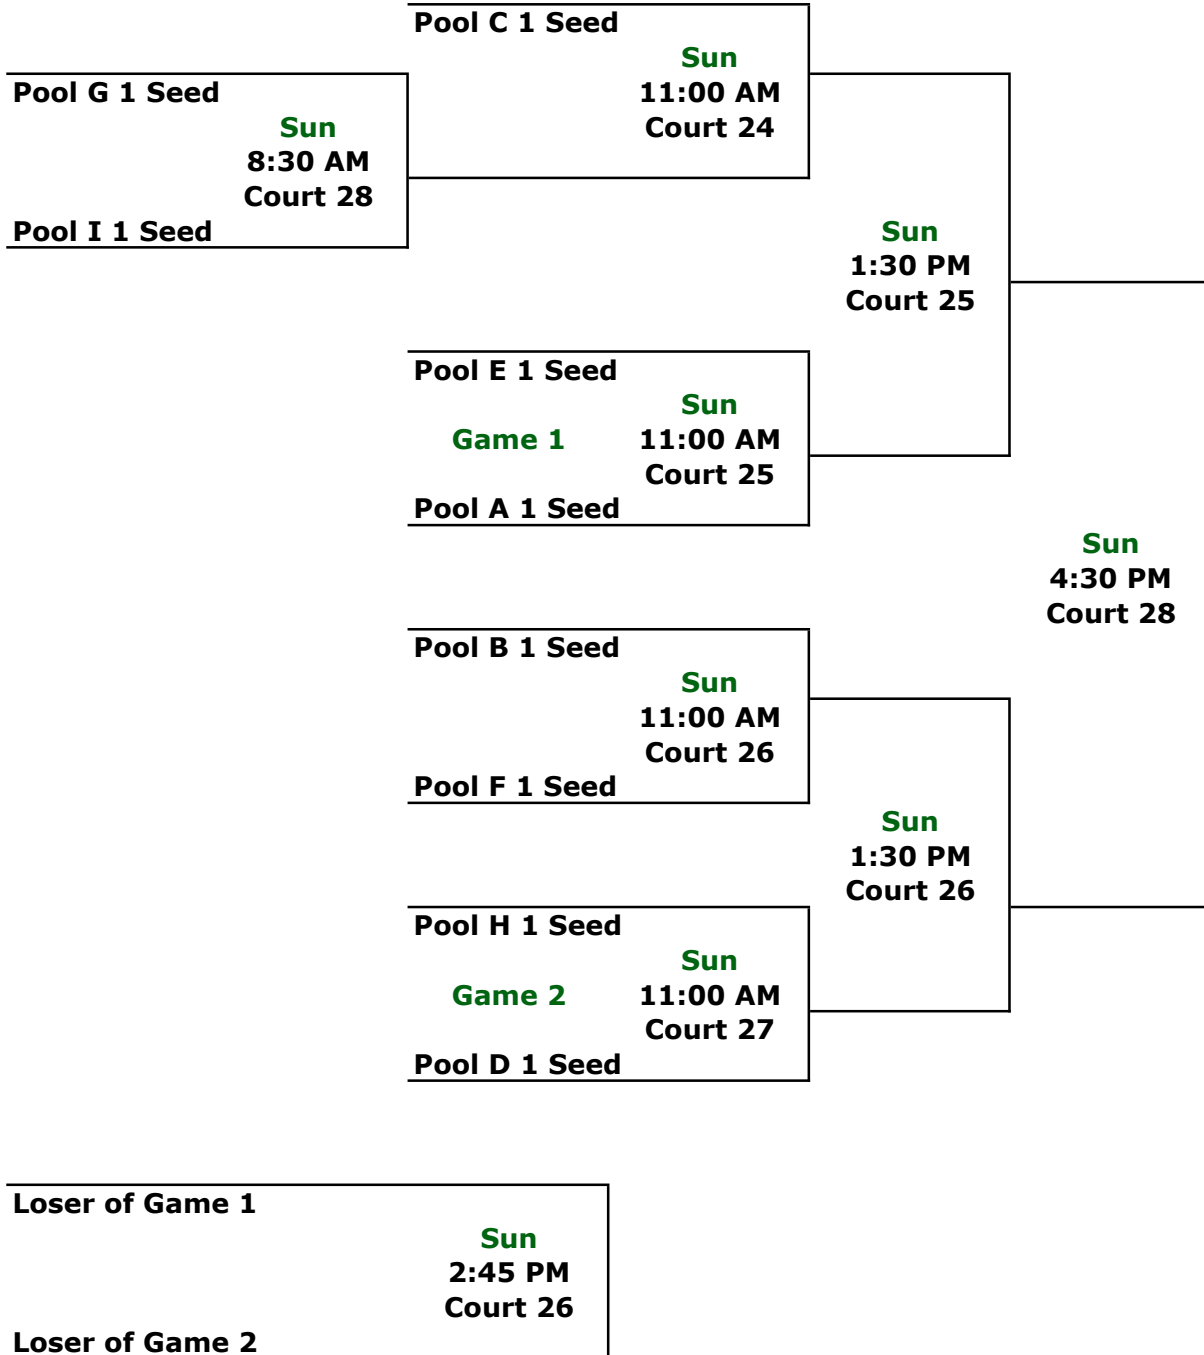 Pool C 1 Seed
Sun
11:00 AM
Court 24
Pool G 1 Seed
Sun
8:30 AM
Court 28
Pool I 1 Seed
Sun
1:30 PM
Court 25
Pool E 1 Seed
Sun
Game 1 11:00 AM
Court 25
Pool A 1 Seed
Sun
4:30 PM
Court 28
Pool B 1 Seed
Sun
11:00 AM
Court 26
Pool F 1 Seed
Sun
1:30 PM
Court 26
Pool H 1 Seed
Sun
Game 2 11:00 AM
Court 27
Pool D 1 Seed
Loser of Game 1
Sun
2:45 PM
Court 26
Loser of Game 2